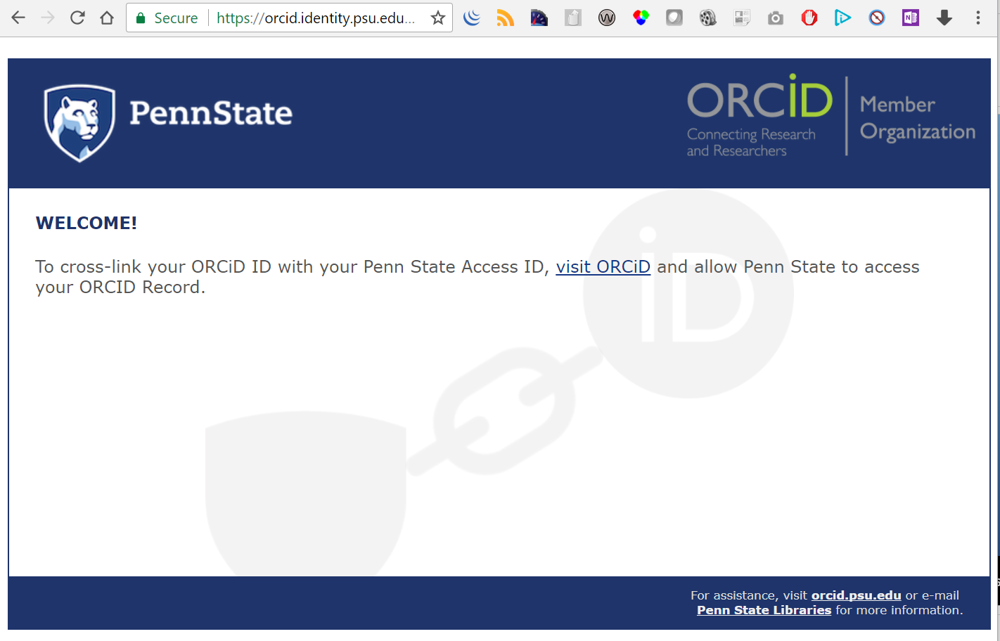 Secure https://orcid.identity.psu.edu...
PennState
ORCiD
Connecting Research
and Researchers
Member
Organization
WELCOME!
To cross-link your ORCiD ID with your Penn State Access ID, visit ORCiD and allow Penn State to access
your ORCID Record.
iD
For assistance, visit orcid.psu.edu or e-mail
Penn State Libraries for more information.